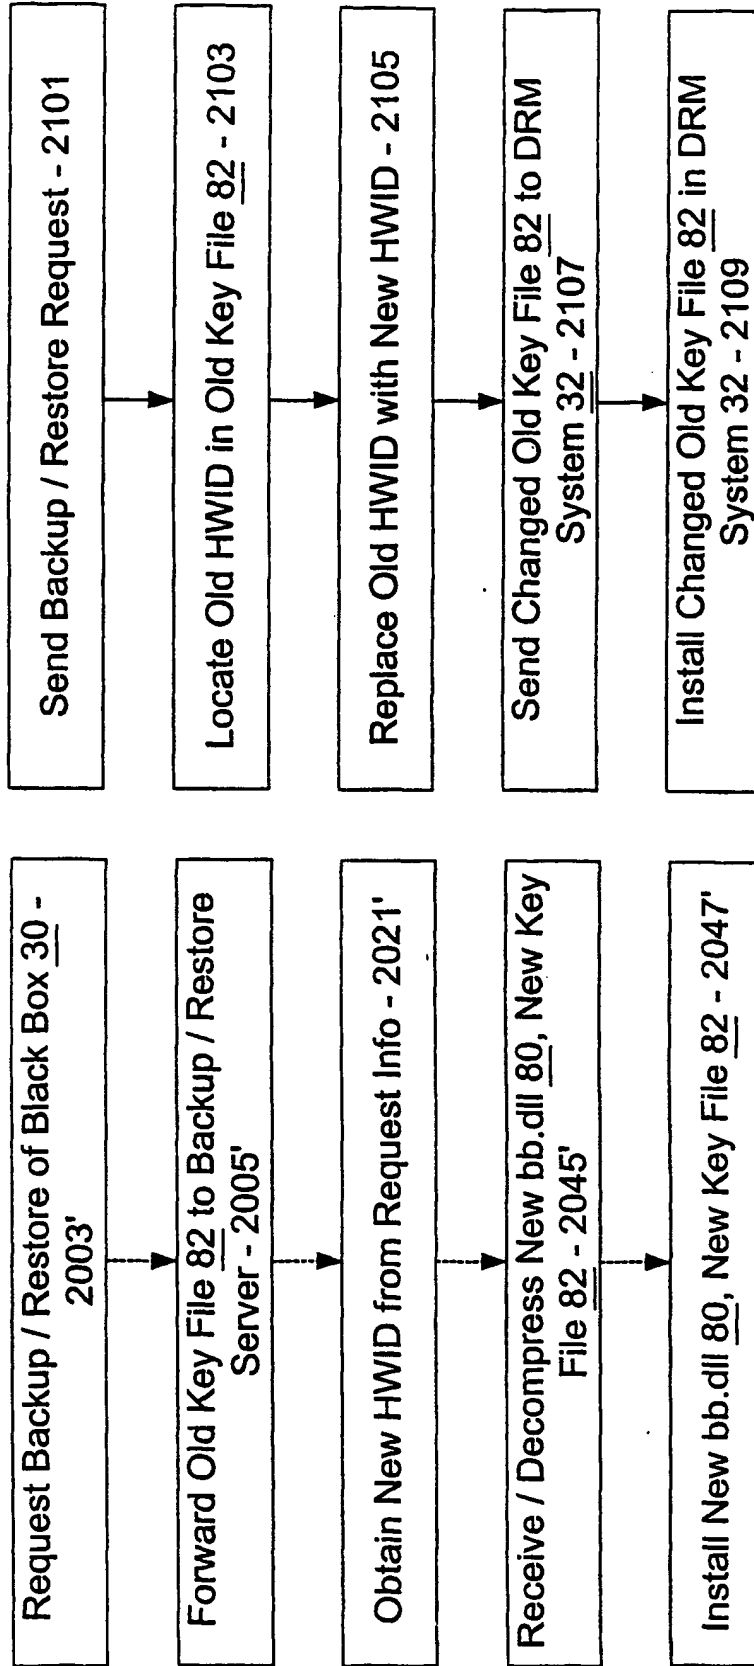 Request Backup / Restore of Black Box 30 -
2003'
Forward Old Key File 82 to Backup / Restore
Server - 2005'
Obtain New HWID from Request Info - 2021'
Receive / Decompress New bb.dll 80, New Key
File 82 - 2045'
Install New bb.dll 80, New Key File 82 - 2047'
Send Backup / Restore Request - 2101
Locate Old HWID in Old Key File 82 - 2103
Replace Old HWID with New HWID - 2105
Send Changed Old Key File 82 to DRM
System 32 - 2107
Install Changed Old Key File 82 in DRM
System 32 - 2109